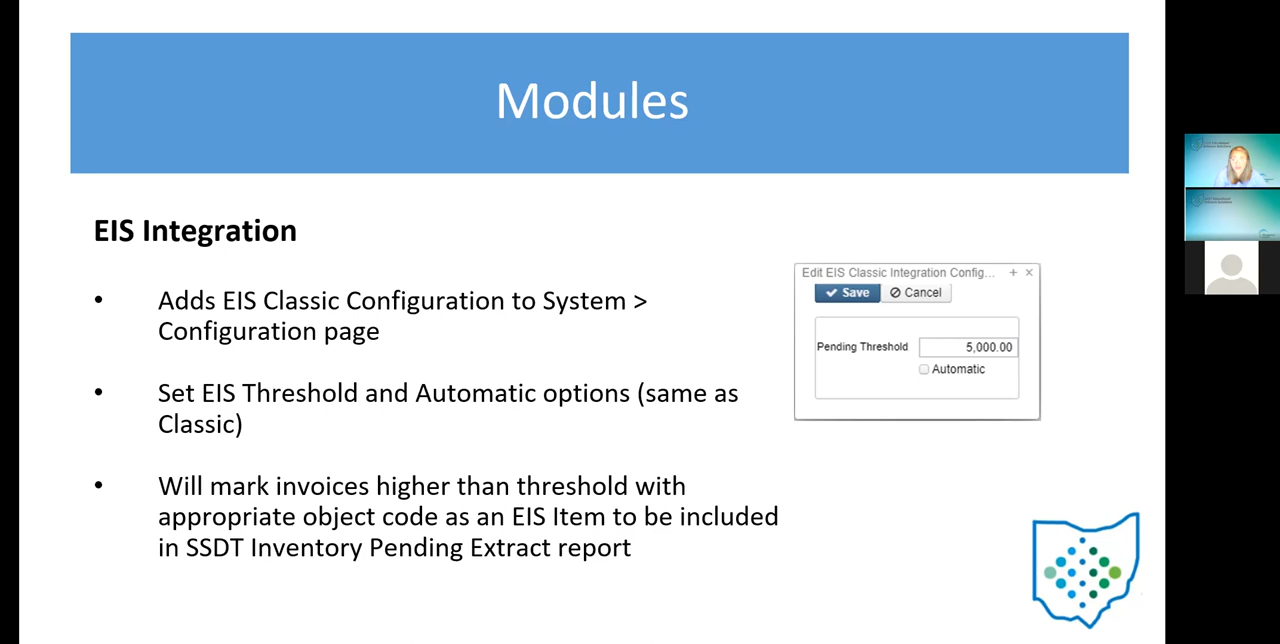 Modules
EIS Integration
• Adds EIS Classic Configuration to System >
Configuration page
• Set EIS Threshold and Automatic options (same as
Classic)
• Will mark invoices higher than threshold with
appropriate object code as an EIS Item to be included
in SSDT Inventory Pending Extract report
Edit EIS Classic Integration Config...
Save Cancel
Pending Threshold 5,000.00
Automatic